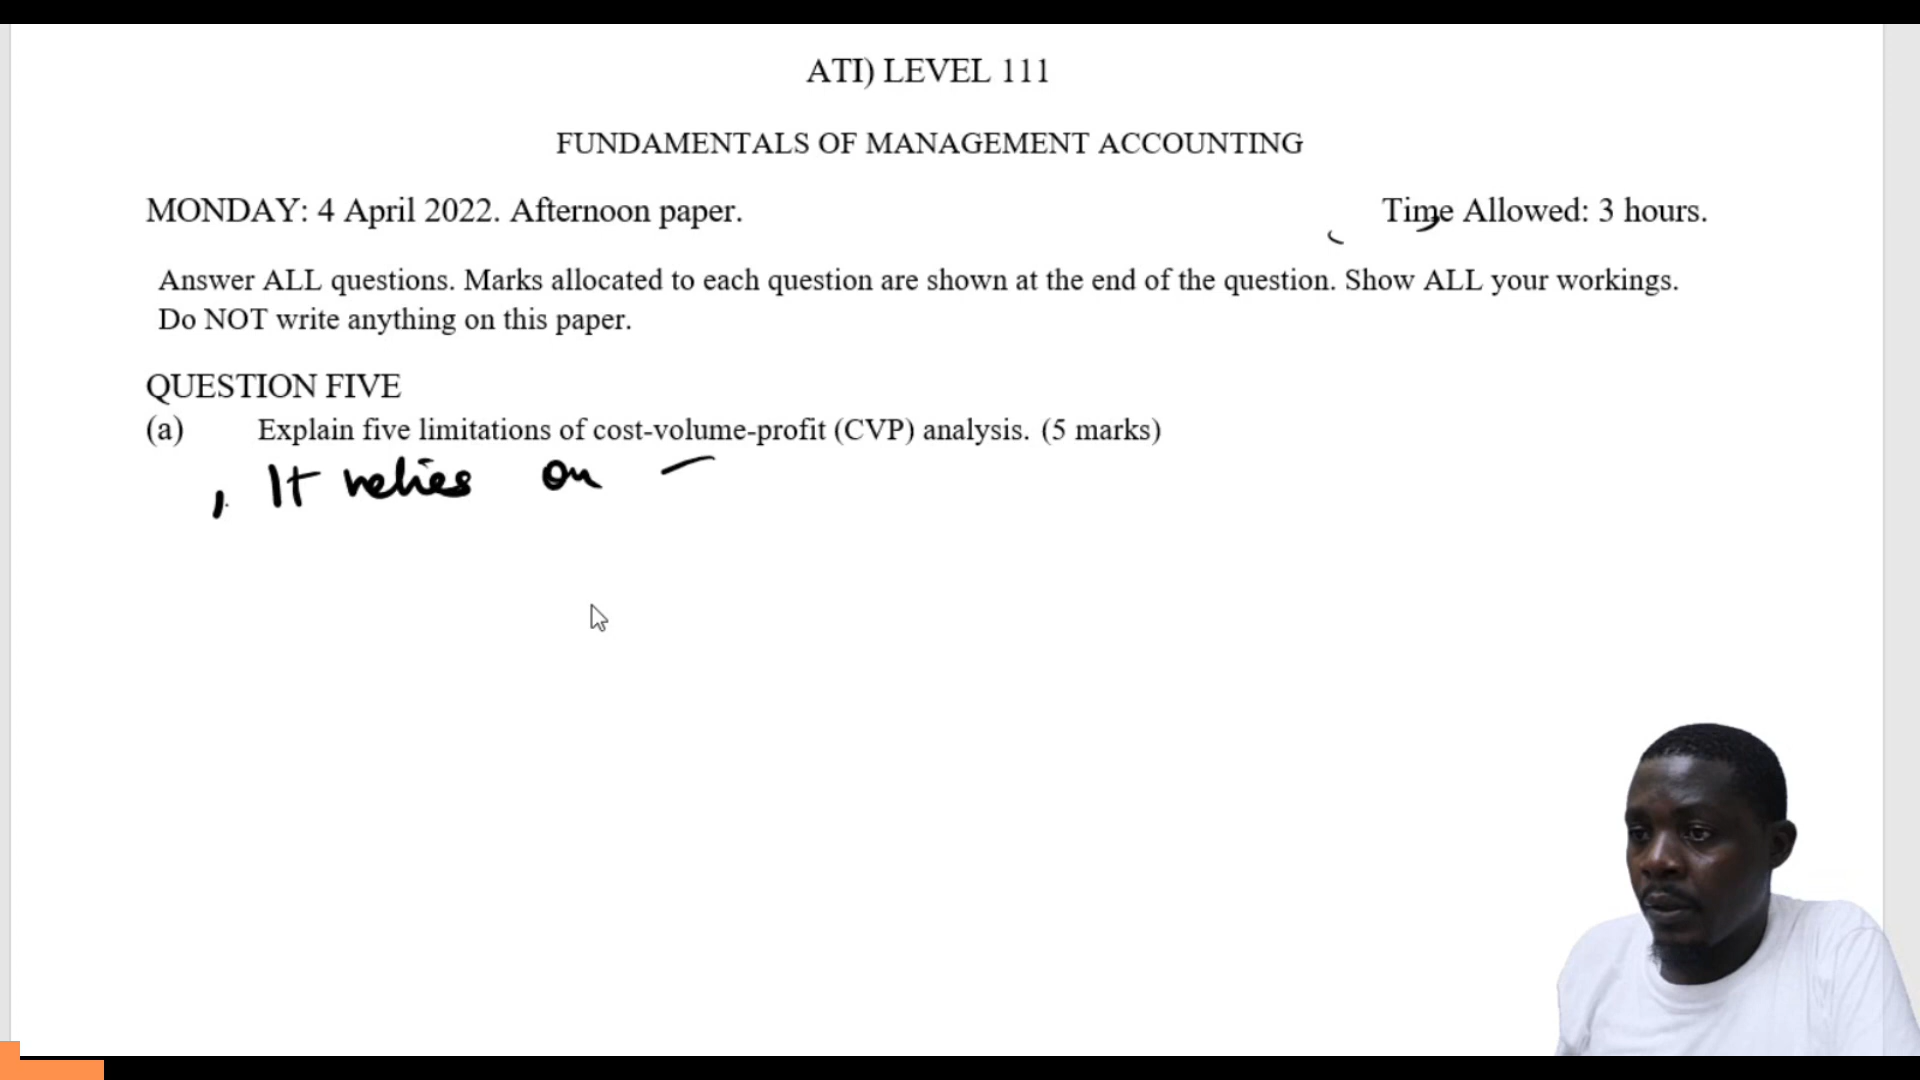 ATI) LEVEL 111
FUNDAMENTALS OF MANAGEMENT ACCOUNTING
MONDAY: 4 April 2022. Afternoon paper. Time Allowed: 3 hours.
Answer ALL questions. Marks allocated to each question are shown at the end of the question. Show ALL your workings.
Do NOT write anything on this paper.
QUESTION FIVE
(a) Explain five limitations of cost-volume-profit (CVP) analysis. (5 marks)
It relies on